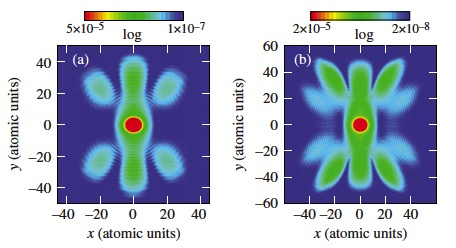 5×10-5 1×10-7 2×10-5 2×10-8
log log
(a) (b)
y (atomic units) 40 20 0 −20 −40
y (atomic units) 60 40 20 0 −20 −40 −60
−40 −20 0 20 40 −40 −20 0 20 40
x (atomic units) x (atomic units)